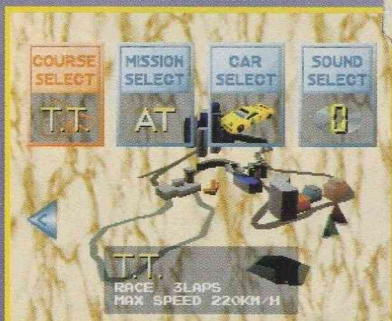 COURSE SELECT
T.T.
MISSION SELECT
AT
CAR SELECT
SOUND SELECT
0
T.T.
RACE 3LAPS
MAX SPEED 220KM/H